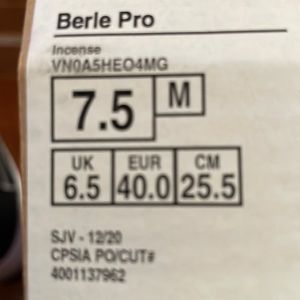 Berle Pro
Incense
VN0A5HEO4MG
7.5 M
UK EUR CM
6.5 40.0 25.5
SJV - 12/20
CPSIA PO/CUT#
4001137962